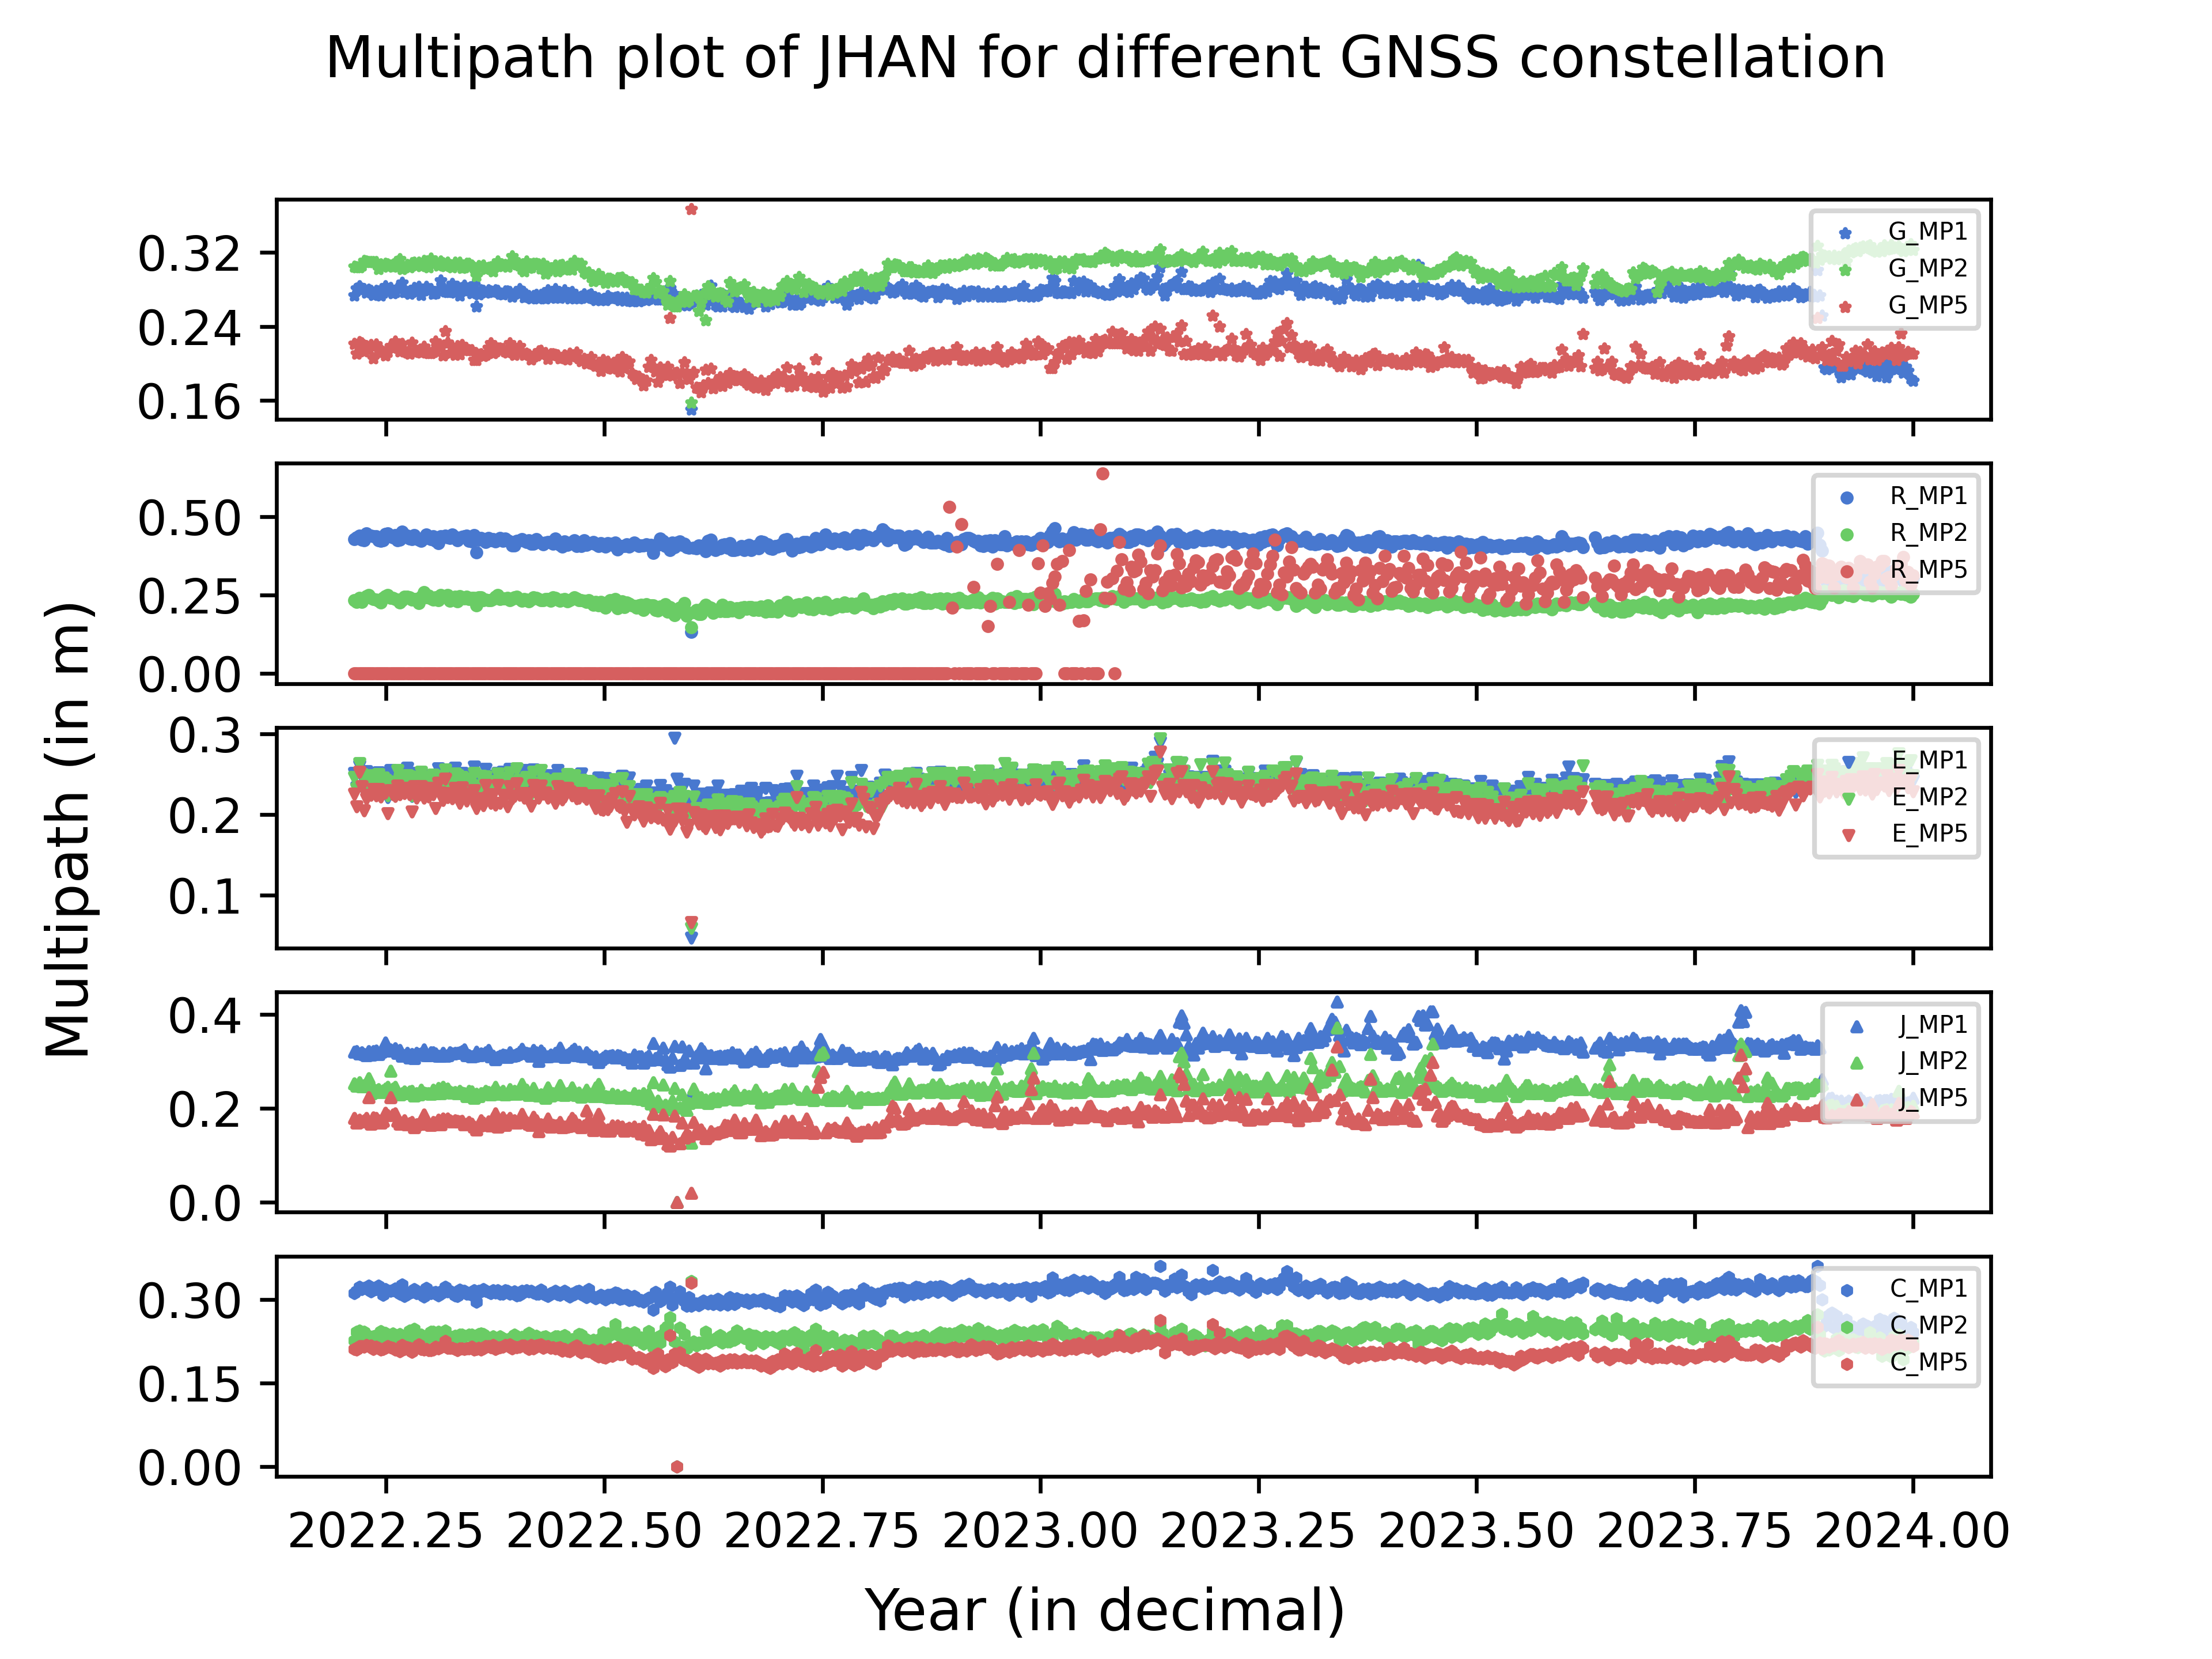 Multipath plot of JHAN for different GNSS constellation
0.32
0.24
0.16
G_MP1
G_MP2
G_MP5
0.50
0.25
0.00
R_MP1
R_MP2
R_MP5
Multipath (in m)
0.3
0.2
0.1
E_MP1
E_MP2
E_MP5
0.4
0.2
0.0
J_MP1
J_MP2
J_MP5
0.30
0.15
0.00
C_MP1
C_MP2
C_MP5
2022.25 2022.50 2022.75 2023.00 2023.25 2023.50 2023.75 2024.00
Year (in decimal)